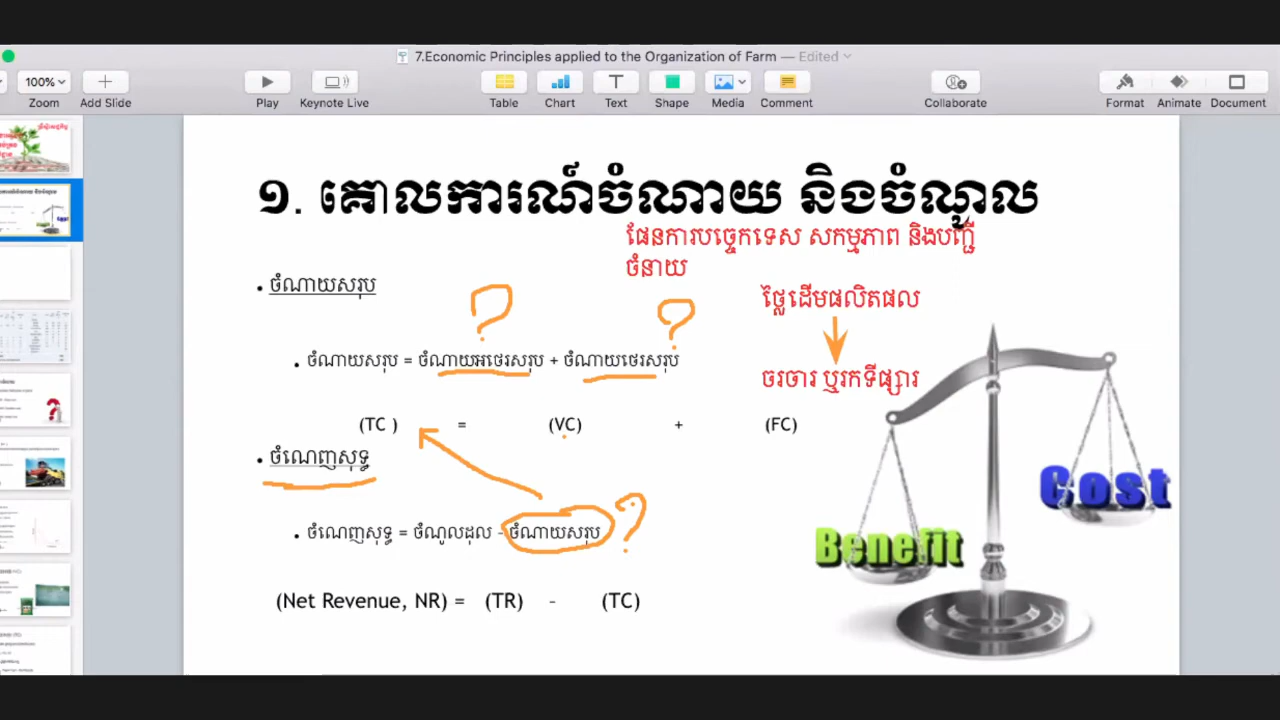 7.Economic Principles applied to the Organization of Farm — Edited
100%
Zoom
Add Slide
Play
Keynote Live
Table
Chart
Text
Shape
Media
Comment
Collaborate
Format
Animate
Document
១. គោលការណ៍ចំណាយ និងចំណូល
ផែនការបច្ចេកទេស សកម្មភាព និងបញ្ជី
ចំនាយ
• ចំណាយសរុប
ថ្លៃដើមផលិតផល
• ចំណាយសរុប = ចំណាយអថេរសរុប + ចំណាយថេរសរុប
ចរចារ ឬរកទីផ្សារ
(TC ) = (VC) + (FC)
• ចំណេញសុទ្ធ
• ចំណេញសុទ្ធ = ចំណូលដុល - ចំណាយសរុប
(Net Revenue, NR) = (TR) - (TC)
Benefit
Cost